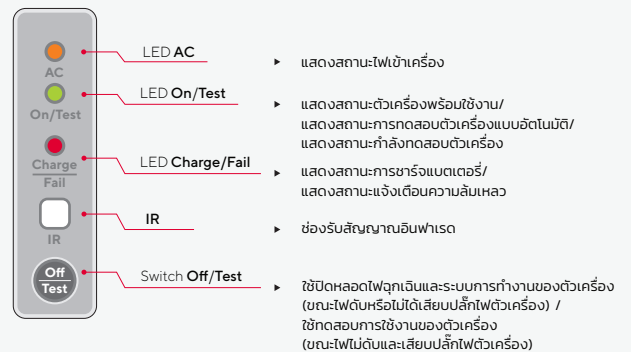 AC
On/Test
Charge
Fail
IR
Off
Test
LED AC
แสดงสถานะไฟเข้าเครื่อง
LED On/Test
แสดงสถานะตัวเครื่องพร้อมใช้งาน/
แสดงสถานะการทดสอบตัวเครื่องแบบอัตโนมัติ/
แสดงสถานะกำลังทดสอบตัวเครื่อง
LED Charge/Fail
แสดงสถานะการชาร์จแบตเตอรี่/
แสดงสถานะแจ้งเตือนความล้มเหลว
IR
ช่องรับสัญญาณอินฟาเรด
Switch Off/Test
ใช้ปิดหลอดไฟฉุกเฉินและระบบการทำงานของตัวเครื่อง
(ขณะไฟดับหรือไม่ได้เสียบปลั๊กไฟตัวเครื่อง) /
ใช้ทดสอบการใช้งานของตัวเครื่อง
(ขณะไฟไม่ดับและเสียบปลั๊กไฟตัวเครื่อง)